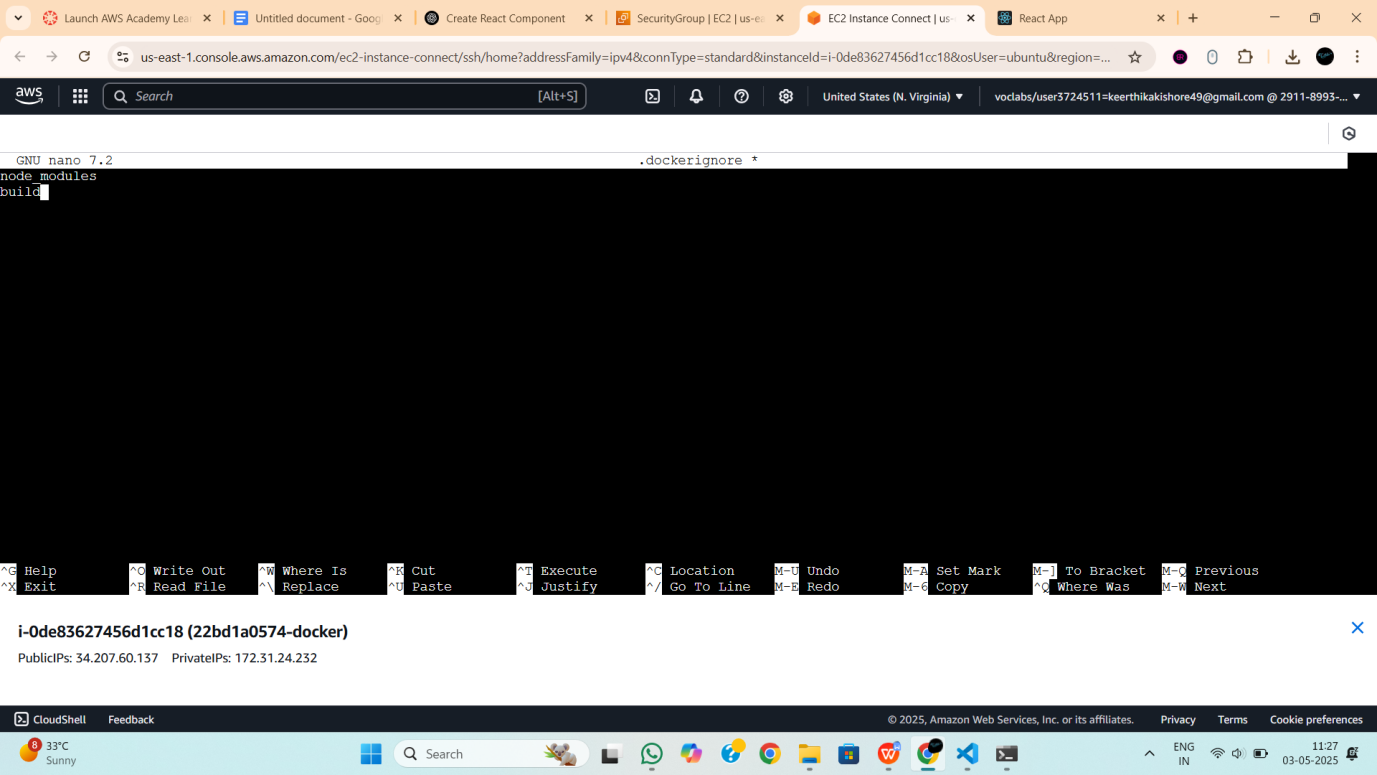 Launch AWS Academy Lea
Untitled document - Goog
Create React Component
SecurityGroup | EC2 | us-ea
EC2 Instance Connect | us-
React App
us-east-1.console.aws.amazon.com/ec2-instance-connect/ssh/home?addressFamily=ipv4&connType=standard&instanceId=i-0de83627456d1cc18&osUser=ubuntu&region=...
aws
Search
[Alt+S]
United States (N. Virginia)
voclabs/user3724511=keerthikakishore49@gmail.com @ 2911-8993-...
GNU nano 7.2 .dockerignore *
node_modules
build
^G Help ^O Write Out ^W Where Is ^K Cut ^T Execute ^C Location M-U Undo M-A Set Mark M-] To Bracket M-Q Previous
^X Exit ^R Read File ^\ Replace ^U Paste ^J Justify ^/ Go To Line M-E Redo M-6 Copy ^Q Where Was M-W Next
i-0de83627456d1cc18 (22bd1a0574-docker)
PublicIPs: 34.207.60.137 PrivateIPs: 172.31.24.232
CloudShell Feedback © 2025, Amazon Web Services, Inc. or its affiliates. Privacy Terms Cookie preferences
8
33°C
Sunny
Search
ENG
IN
11:27
03-05-2025